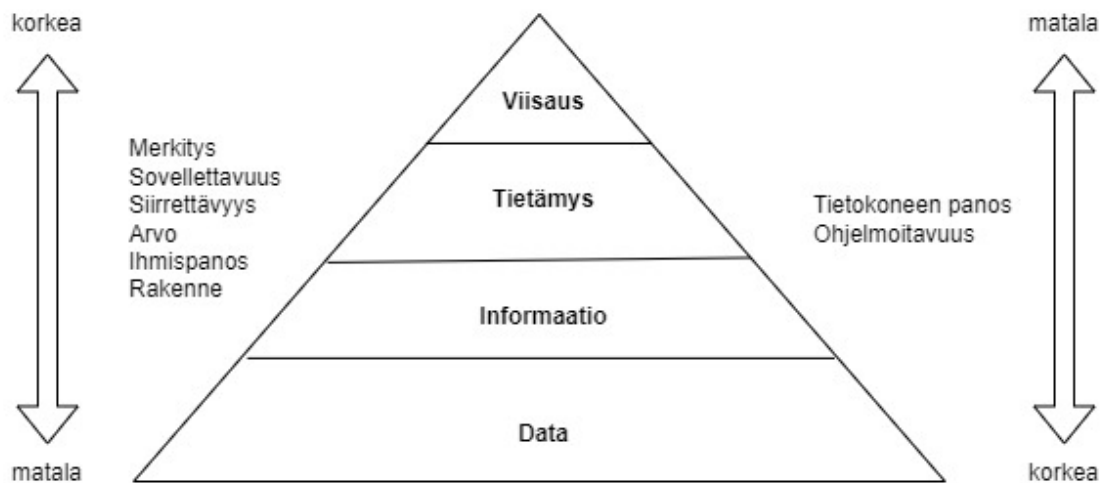 korkea
matala
Viisaus
Merkitys
Sovellettavuus
Siirrettävyys
Arvo
Ihmispanos
Rakenne
Tietämys
Tietokoneen panos
Ohjelmoitavuus
Informaatio
Data
matala
korkea